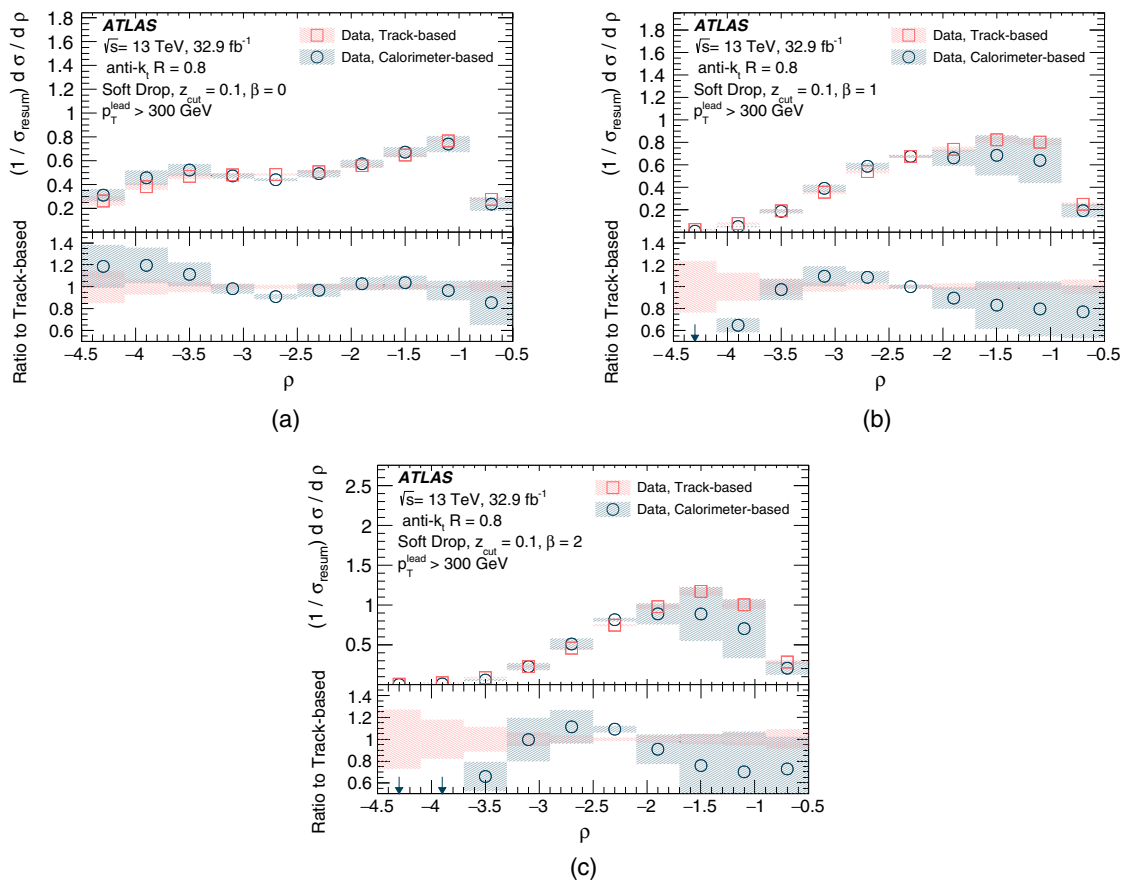 ATLAS
√s= 13 TeV, 32.9 fb⁻¹
anti-kₜ R = 0.8
Soft Drop, z_cut = 0.1, β = 0
p_T^lead > 300 GeV
Data, Track-based
Data, Calorimeter-based
(1 / σ_resum) d σ / d ρ
1.8
1.6
1.4
1.2
1
0.8
0.6
0.4
0.2
Ratio to Track-based
1.4
1.2
1
0.8
0.6
−4.5 −4 −3.5 −3 −2.5 −2 −1.5 −1 −0.5
ρ
(a)
ATLAS
√s= 13 TeV, 32.9 fb⁻¹
anti-kₜ R = 0.8
Soft Drop, z_cut = 0.1, β = 1
p_T^lead > 300 GeV
Data, Track-based
Data, Calorimeter-based
(1 / σ_resum) d σ / d ρ
1.8
1.6
1.4
1.2
1
0.8
0.6
0.4
0.2
Ratio to Track-based
1.4
1.2
1
0.8
0.6
−4.5 −4 −3.5 −3 −2.5 −2 −1.5 −1 −0.5
ρ
(b)
ATLAS
√s= 13 TeV, 32.9 fb⁻¹
anti-kₜ R = 0.8
Soft Drop, z_cut = 0.1, β = 2
p_T^lead > 300 GeV
Data, Track-based
Data, Calorimeter-based
(1 / σ_resum) d σ / d ρ
2.5
2
1.5
1
0.5
Ratio to Track-based
1.4
1.2
1
0.8
0.6
−4.5 −4 −3.5 −3 −2.5 −2 −1.5 −1 −0.5
ρ
(c)